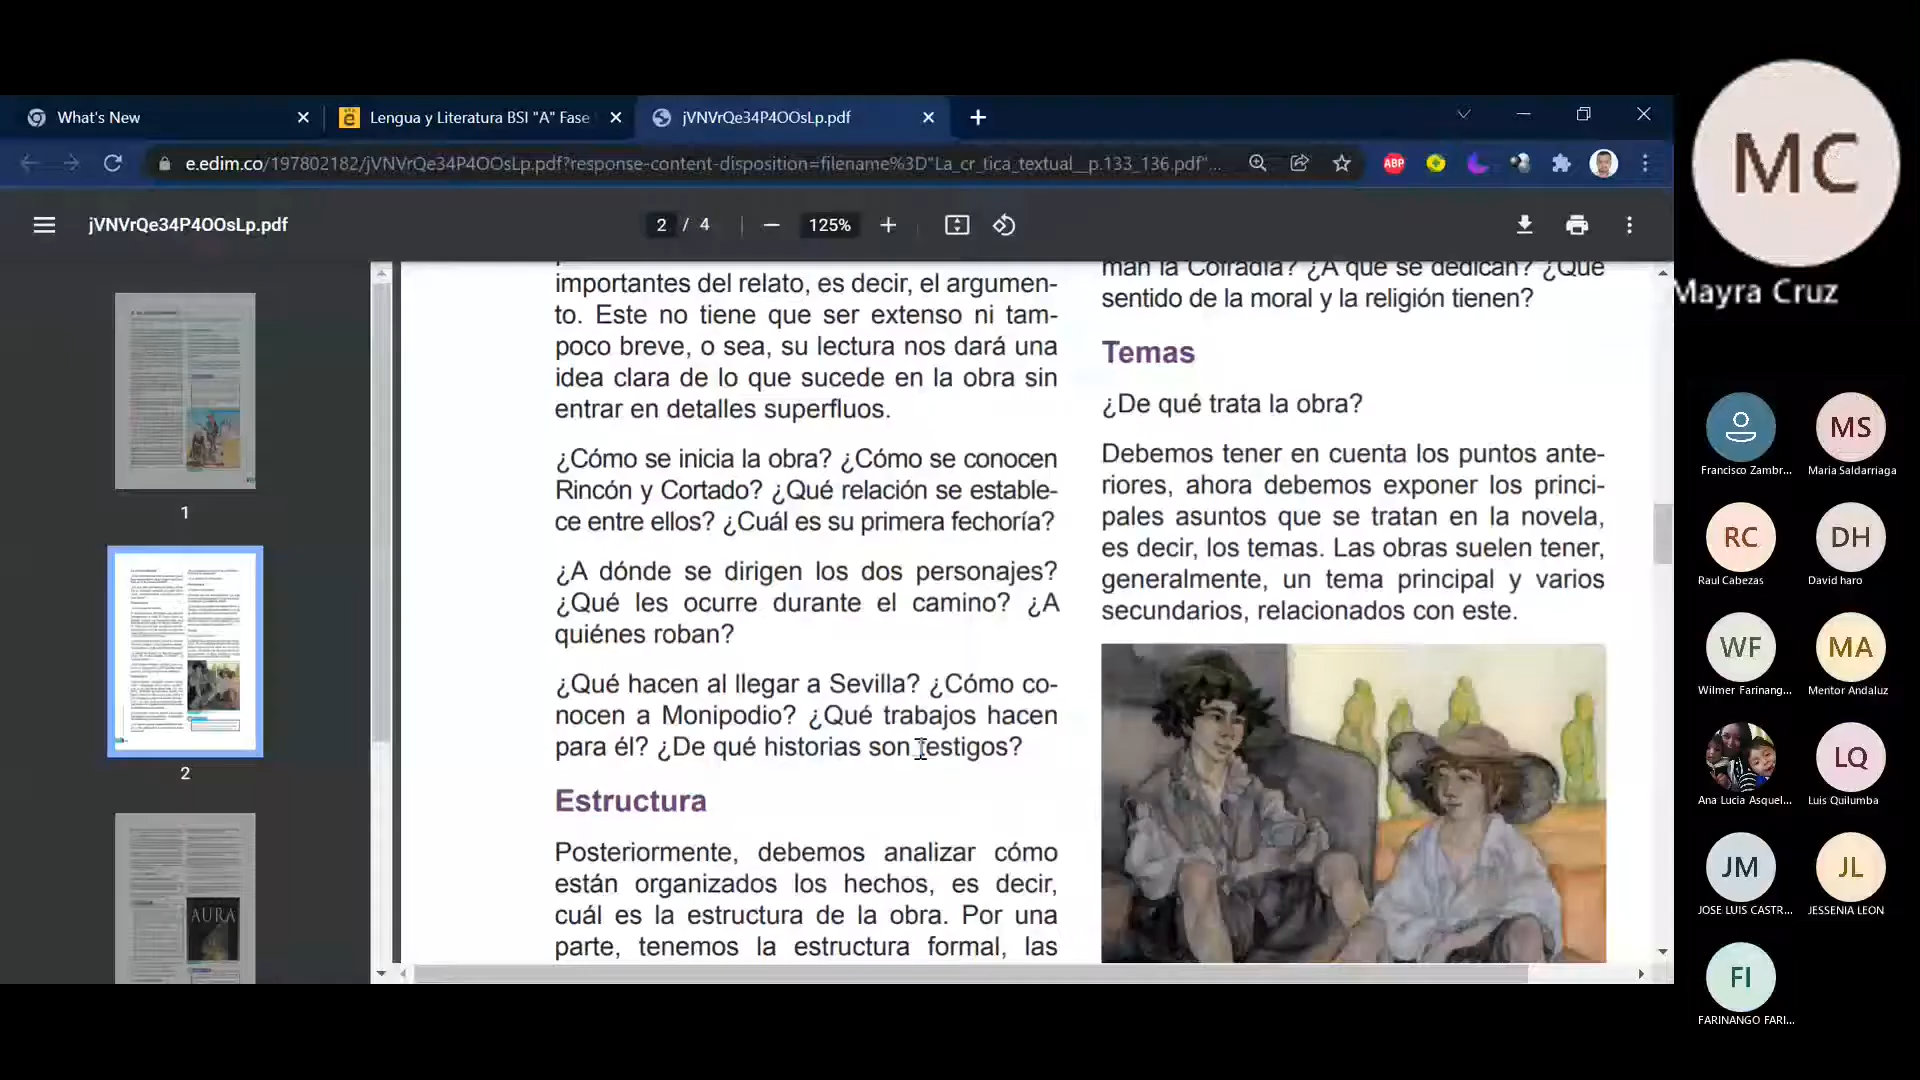 What's New
Lengua y Literatura BSI "A" Fase
jVNVrQe34P4OOsLp.pdf
e.edim.co/197802182/jVNVrQe34P4OOsLp.pdf?response-content-disposition=filename%3D"La_cr_tica_textual__p.133_136.pdf"...
ABP
jVNVrQe34P4OOsLp.pdf
2 / 4
125%
1
2
AURA
importantes del relato, es decir, el argumen-
to. Este no tiene que ser extenso ni tam-
poco breve, o sea, su lectura nos dará una
idea clara de lo que sucede en la obra sin
entrar en detalles superfluos.
¿Cómo se inicia la obra? ¿Cómo se conocen
Rincón y Cortado? ¿Qué relación se estable-
ce entre ellos? ¿Cuál es su primera fechoría?
¿A dónde se dirigen los dos personajes?
¿Qué les ocurre durante el camino? ¿A
quiénes roban?
¿Qué hacen al llegar a Sevilla? ¿Cómo co-
nocen a Monipodio? ¿Qué trabajos hacen
para él? ¿De qué historias son testigos?
Estructura
Posteriormente, debemos analizar cómo
están organizados los hechos, es decir,
cuál es la estructura de la obra. Por una
parte, tenemos la estructura formal, las
man la Cofradía? ¿A qué se dedican? ¿Qué
sentido de la moral y la religión tienen?
Temas
¿De qué trata la obra?
Debemos tener en cuenta los puntos ante-
riores, ahora debemos exponer los princi-
pales asuntos que se tratan en la novela,
es decir, los temas. Las obras suelen tener,
generalmente, un tema principal y varios
secundarios, relacionados con este.
MC
Mayra Cruz
Francisco Zambr...
MS
Maria Saldarriaga
RC
Raul Cabezas
DH
David haro
WF
Wilmer Farinang...
MA
Mentor Andaluz
Ana Lucia Asquel...
LQ
Luis Quilumba
JM
JOSE LUIS CASTR...
JL
JESSENIA LEON
FI
FARINANGO FARI...